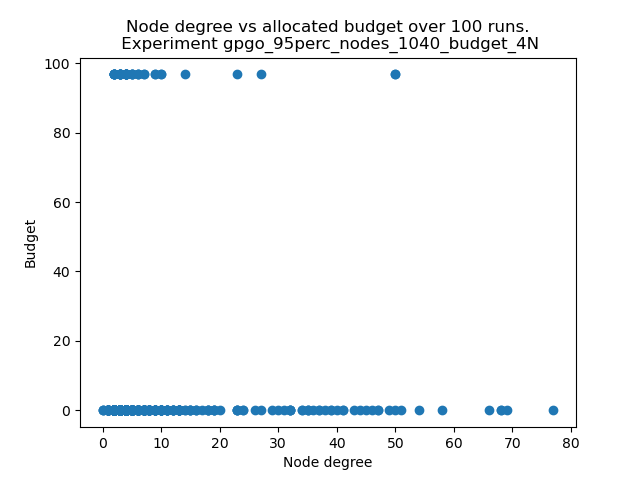 Node degree vs allocated budget over 100 runs.
Experiment gpgo_95perc_nodes_1040_budget_4N
100
80
60
40
20
0
Budget
0 10 20 30 40 50 60 70 80
Node degree